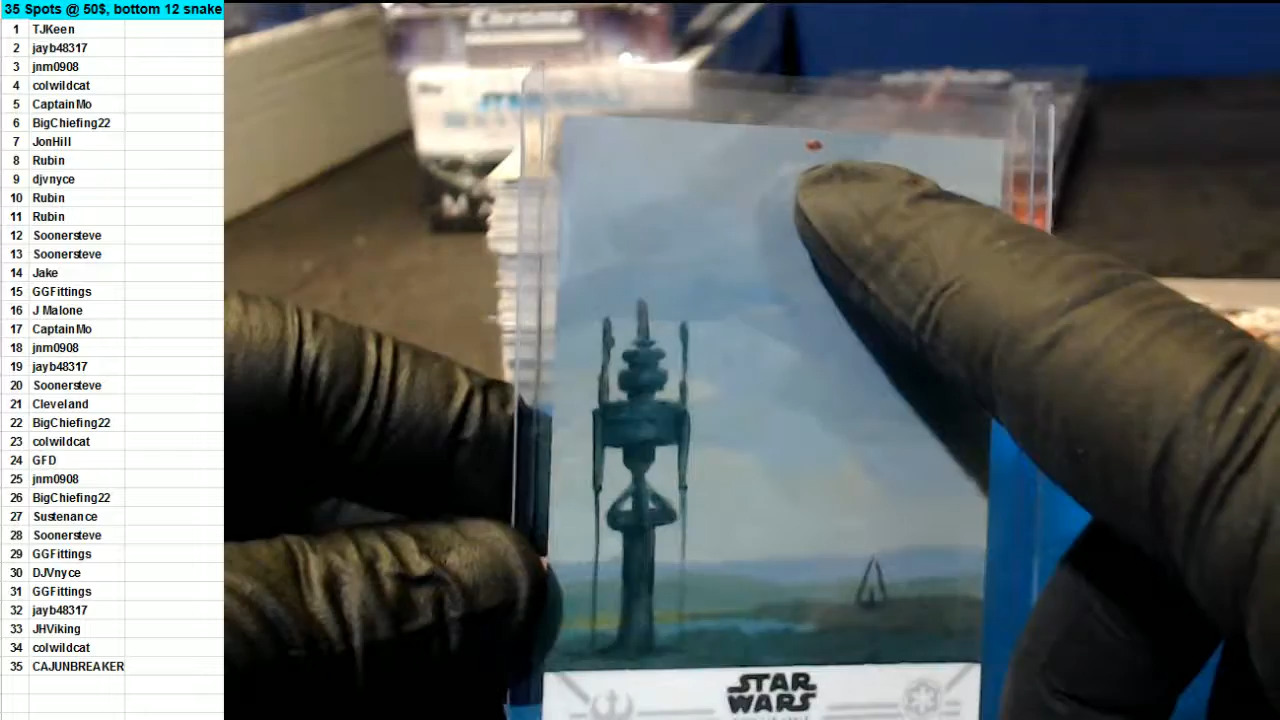 35 Spots @ 50$, bottom 12 snake
1 TJKeen
2 jayb48317
3 jnm0908
4 colwildcat
5 CaptainMo
6 BigChiefing22
7 JonHill
8 Rubin
9 djvnyce
10 Rubin
11 Rubin
12 Soonersteve
13 Soonersteve
14 Jake
15 GGFittings
16 J Malone
17 CaptainMo
18 jnm0908
19 jayb48317
20 Soonersteve
21 Cleveland
22 BigChiefing22
23 colwildcat
24 GFD
25 jnm0908
26 BigChiefing22
27 Sustenance
28 Soonersteve
29 GGFittings
30 DJVnyce
31 GGFittings
32 jayb48317
33 JHViking
34 colwildcat
35 CAJUNBREAKER
Chrome
STAR
WARS